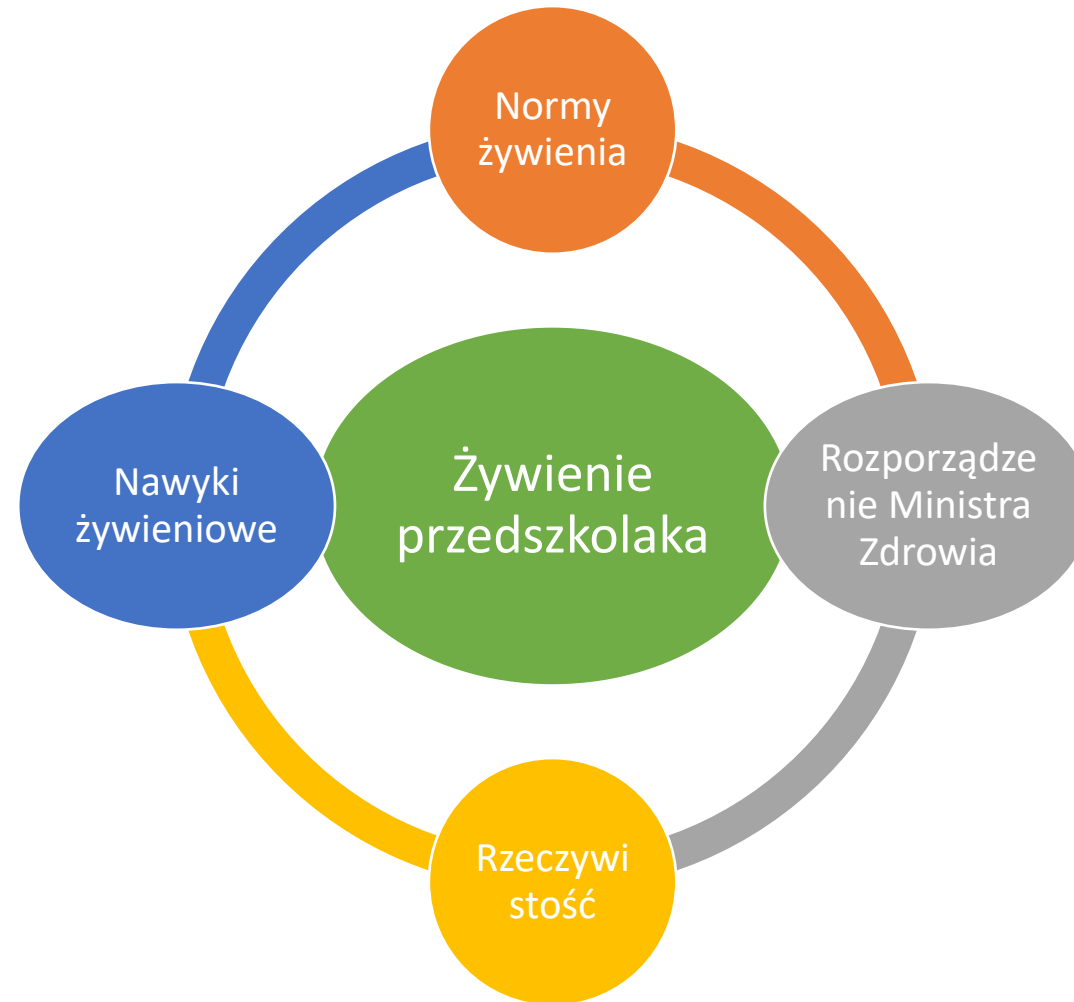 Normy
żywienia
Nawyki
żywieniowe
Żywienie
przedszkolaka
Rozporządze
nie Ministra
Zdrowia
Rzeczywi
stość